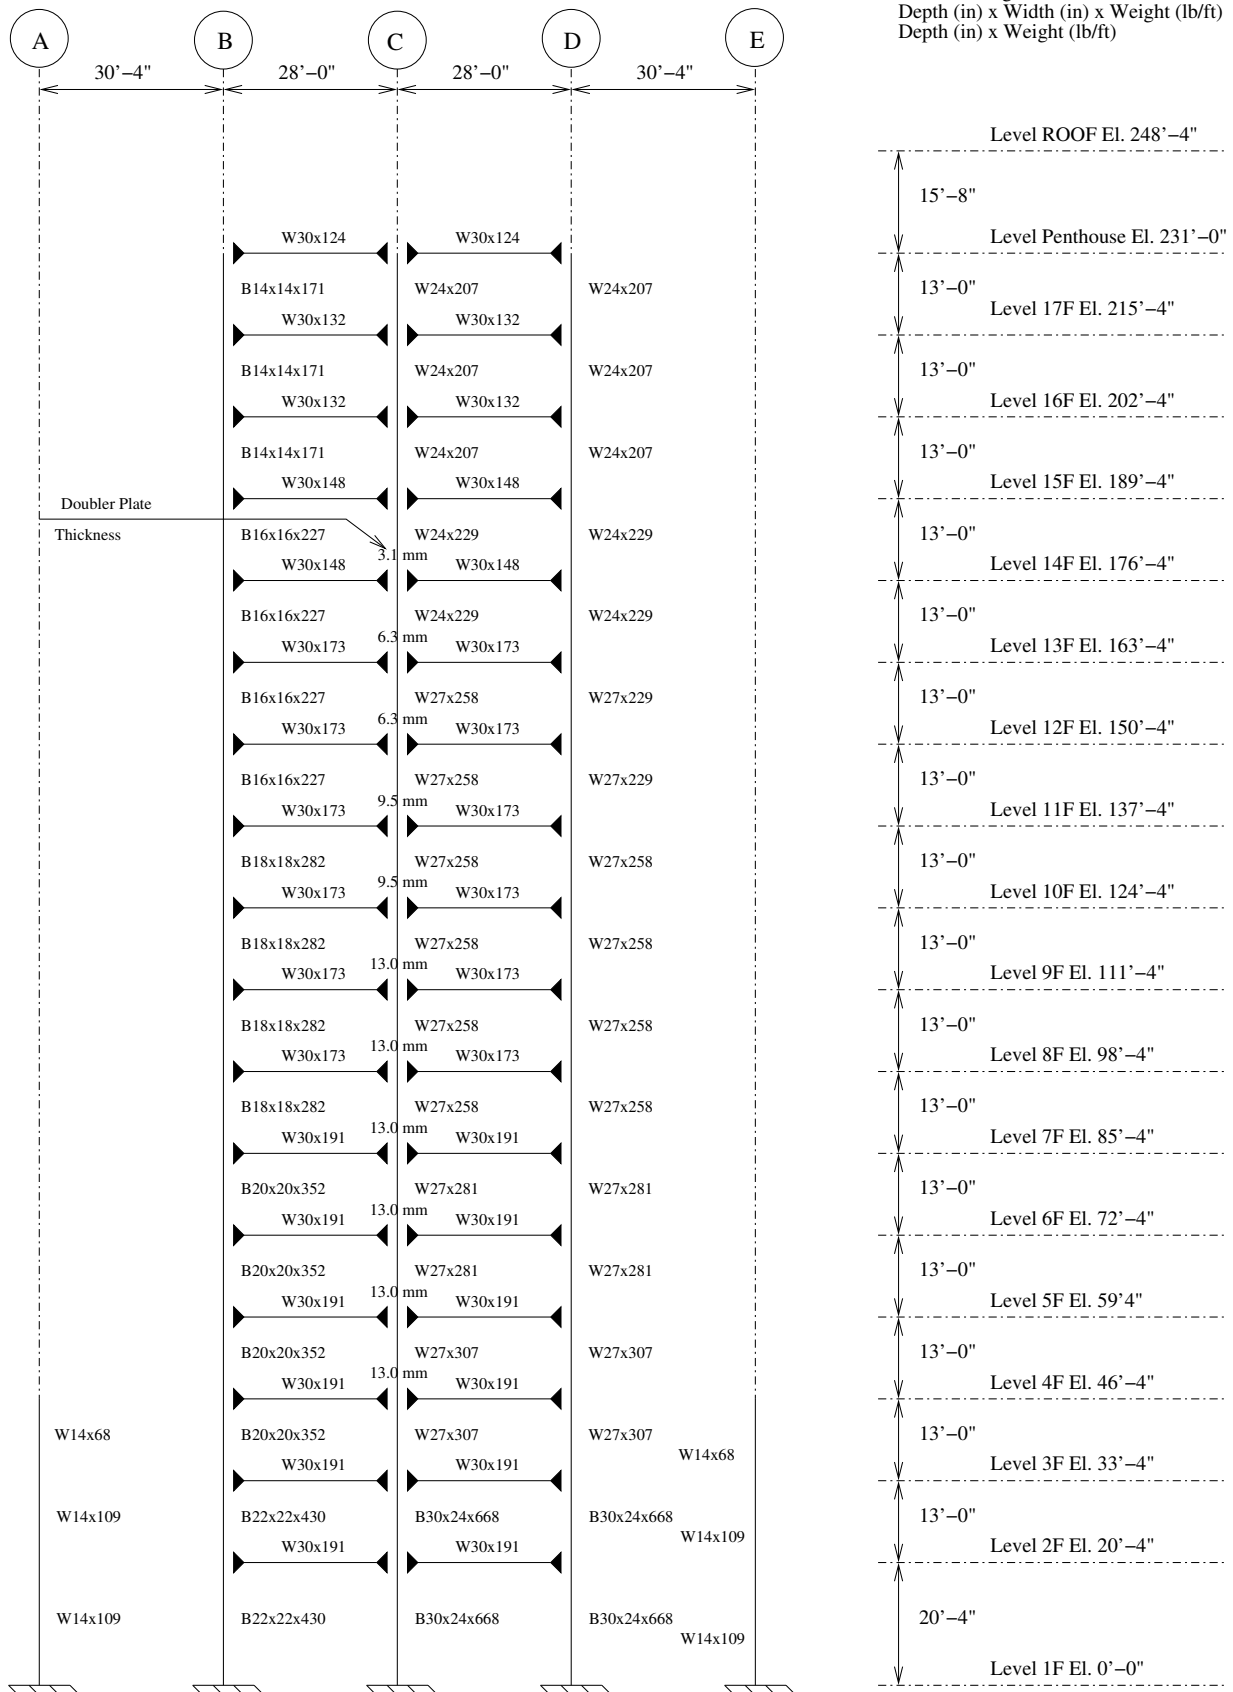 Depth (in) x Width (in) x Weight (lb/ft)
Depth (in) x Weight (lb/ft)
A B C D E
30'−4" 28'−0" 28'−0" 30'−4"
Level ROOF El. 248'−4"
15'−8"
W30x124 W30x124 Level Penthouse El. 231'−0"
B14x14x171 W24x207 W24x207 13'−0"
W30x132 W30x132 Level 17F El. 215'−4"
B14x14x171 W24x207 W24x207 13'−0"
W30x132 W30x132 Level 16F El. 202'−4"
B14x14x171 W24x207 W24x207 13'−0"
W30x148 W30x148 Level 15F El. 189'−4"
Doubler Plate
Thickness B16x16x227 W24x229 W24x229 13'−0"
3.1 mm
W30x148 W30x148 Level 14F El. 176'−4"
B16x16x227 W24x229 W24x229 13'−0"
6.3 mm
W30x173 W30x173 Level 13F El. 163'−4"
B16x16x227 W27x258 W27x229 13'−0"
6.3 mm
W30x173 W30x173 Level 12F El. 150'−4"
B16x16x227 W27x258 W27x229 13'−0"
9.5 mm
W30x173 W30x173 Level 11F El. 137'−4"
B18x18x282 W27x258 W27x258 13'−0"
9.5 mm
W30x173 W30x173 Level 10F El. 124'−4"
B18x18x282 W27x258 W27x258 13'−0"
13.0 mm
W30x173 W30x173 Level 9F El. 111'−4"
B18x18x282 W27x258 W27x258 13'−0"
13.0 mm
W30x173 W30x173 Level 8F El. 98'−4"
B18x18x282 W27x258 W27x258 13'−0"
13.0 mm
W30x191 W30x191 Level 7F El. 85'−4"
B20x20x352 W27x281 W27x281 13'−0"
13.0 mm
W30x191 W30x191 Level 6F El. 72'−4"
B20x20x352 W27x281 W27x281 13'−0"
13.0 mm
W30x191 W30x191 Level 5F El. 59'4"
B20x20x352 W27x307 W27x307 13'−0"
13.0 mm
W30x191 W30x191 Level 4F El. 46'−4"
W14x68 B20x20x352 W27x307 W27x307 13'−0"
W14x68
W30x191 W30x191 Level 3F El. 33'−4"
W14x109 B22x22x430 B30x24x668 B30x24x668 13'−0"
W14x109
W30x191 W30x191 Level 2F El. 20'−4"
W14x109 B22x22x430 B30x24x668 B30x24x668 20'−4"
W14x109
Level 1F El. 0'−0"